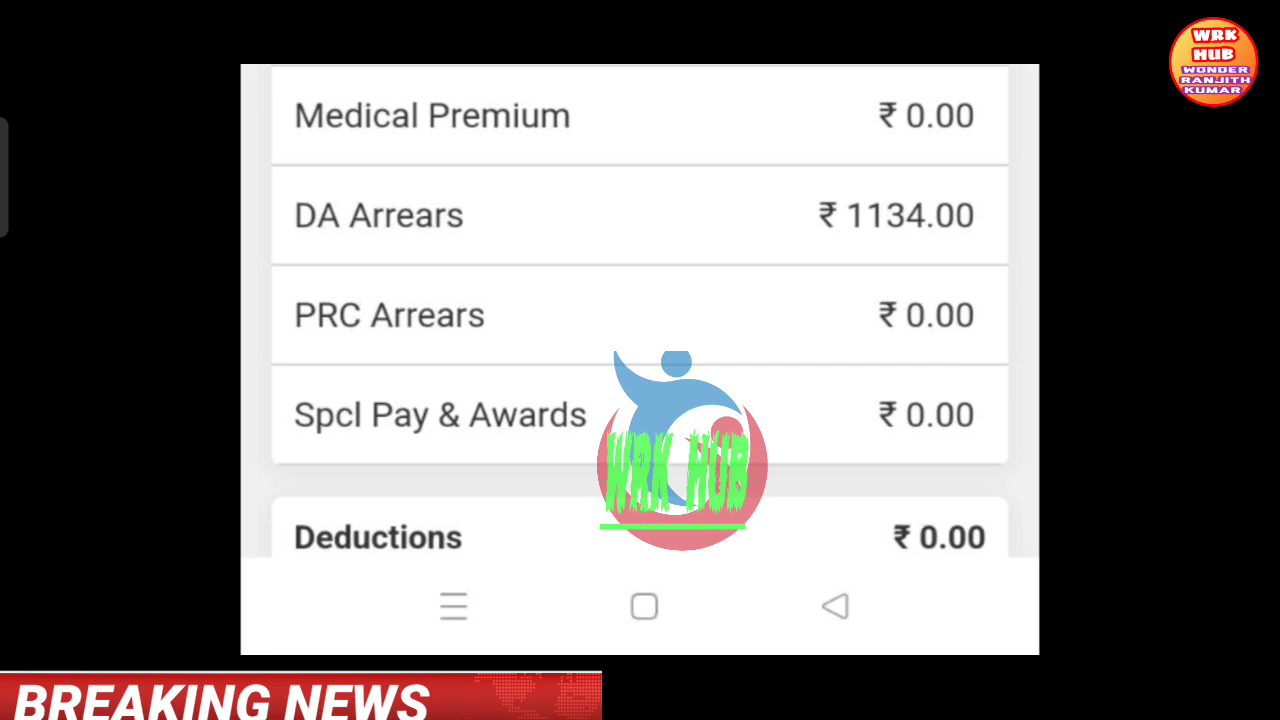 WRK
HUB
WONDER
RANJITH
KUMAR
Medical Premium ₹ 0.00
DA Arrears ₹ 1134.00
PRC Arrears ₹ 0.00
Spcl Pay & Awards ₹ 0.00
WRK HUB
Deductions ₹ 0.00
BREAKING NEWS